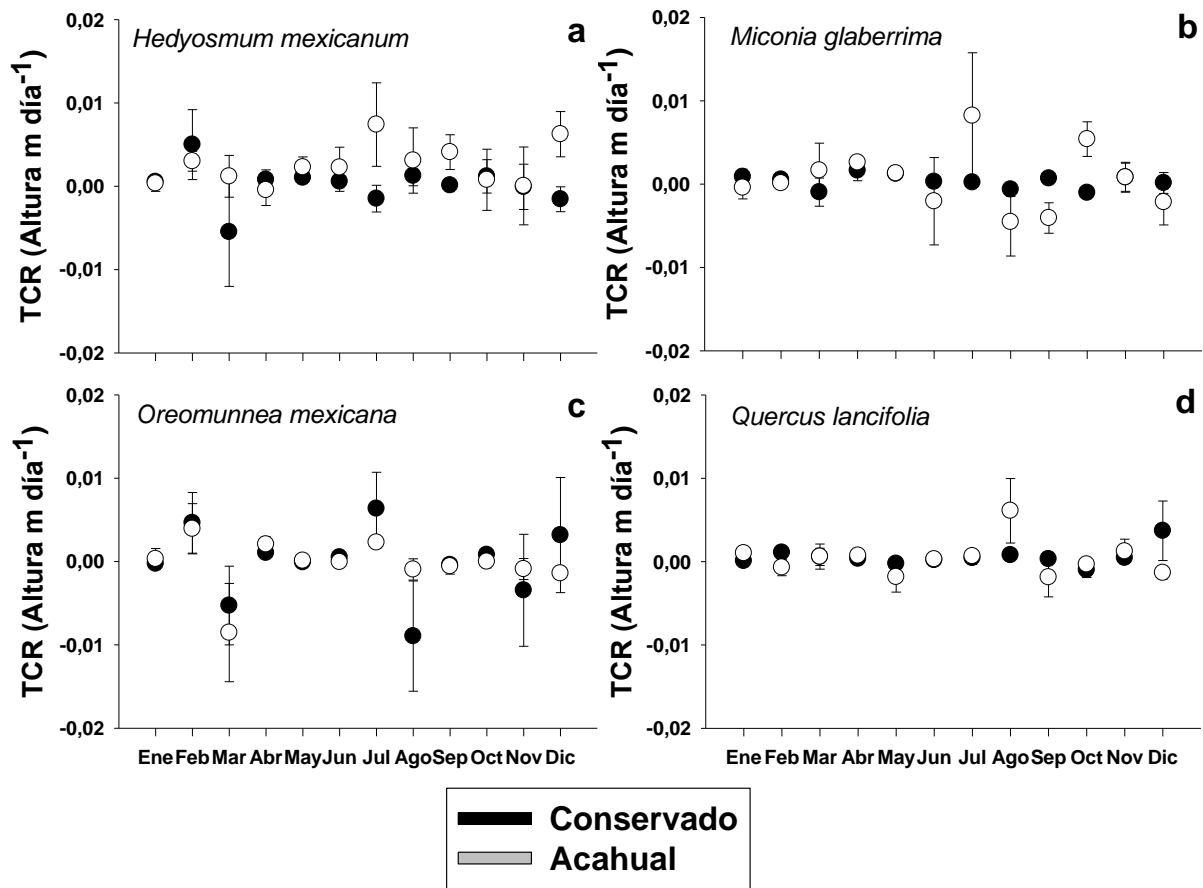 Hedyosmum mexicanum
a
TCR (Altura m día-1)
0,02
0,01
0,00
-0,01
-0,02
Miconia glaberrima
b
TCR (Altura m día-1)
0,02
0,01
0,00
-0,01
-0,02
Oreomunnea mexicana
c
TCR (Altura m día-1)
0,02
0,01
0,00
-0,01
-0,02
Ene Feb Mar Abr May Jun Jul Ago Sep Oct Nov Dic
Quercus lancifolia
d
TCR (Altura m día-1)
0,02
0,01
0,00
-0,01
-0,02
Ene Feb Mar Abr May Jun Jul Ago Sep Oct Nov Dic
Conservado
Acahual